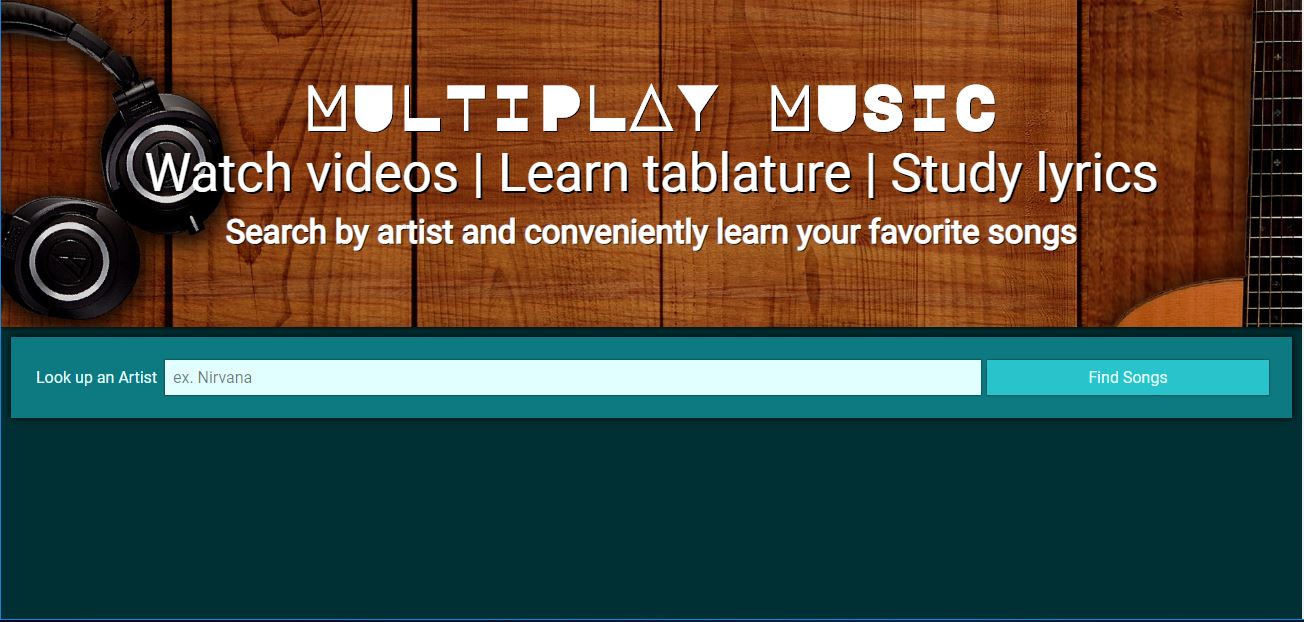 MULTIPLAY MUSIC
Watch videos | Learn tablature | Study lyrics
Search by artist and conveniently learn your favorite songs
Look up an Artist ex. Nirvana Find Songs